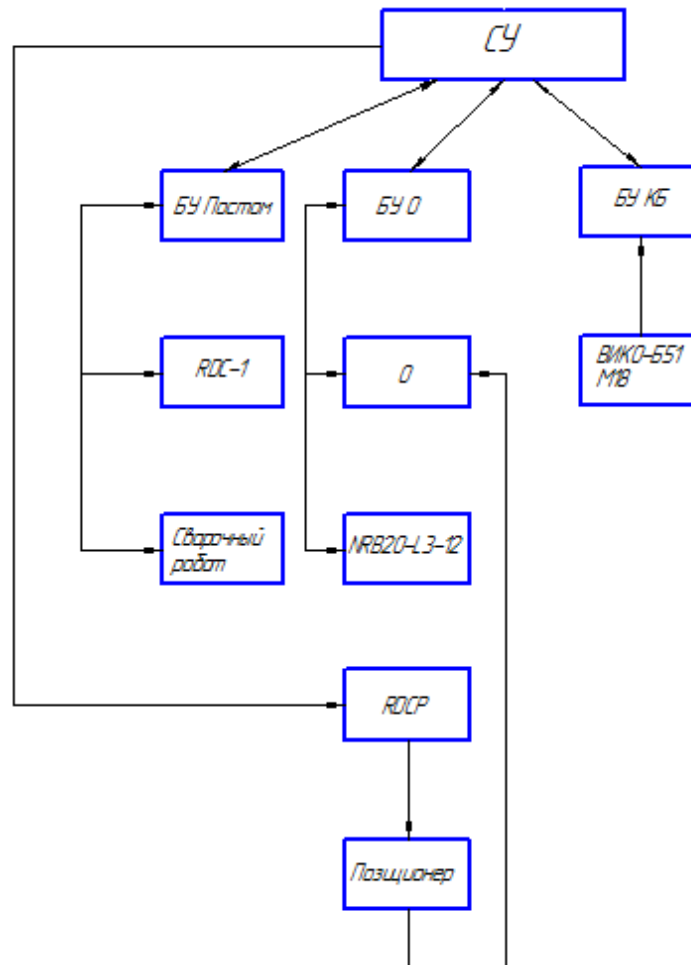 СУ
БУ Постом
БУ О
БУ КБ
RDC-1
О
ВИКО-Б51
М18
Сварочный
робот
NRB20-L3-12
RDCP
Позиционер